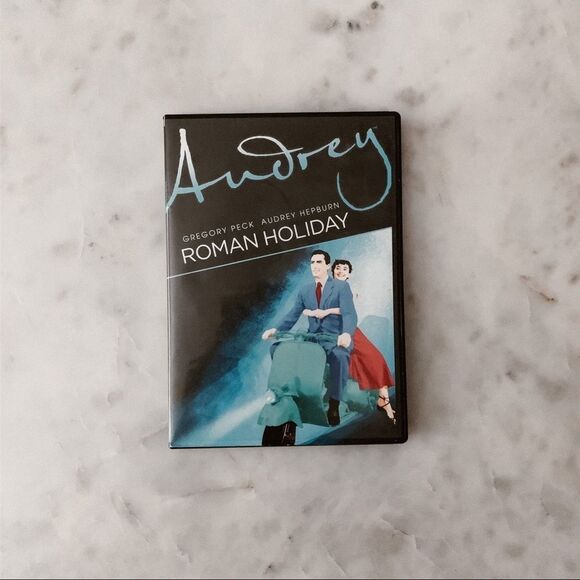 Audrey
GREGORY PECK AUDREY HEPBURN
ROMAN HOLIDAY